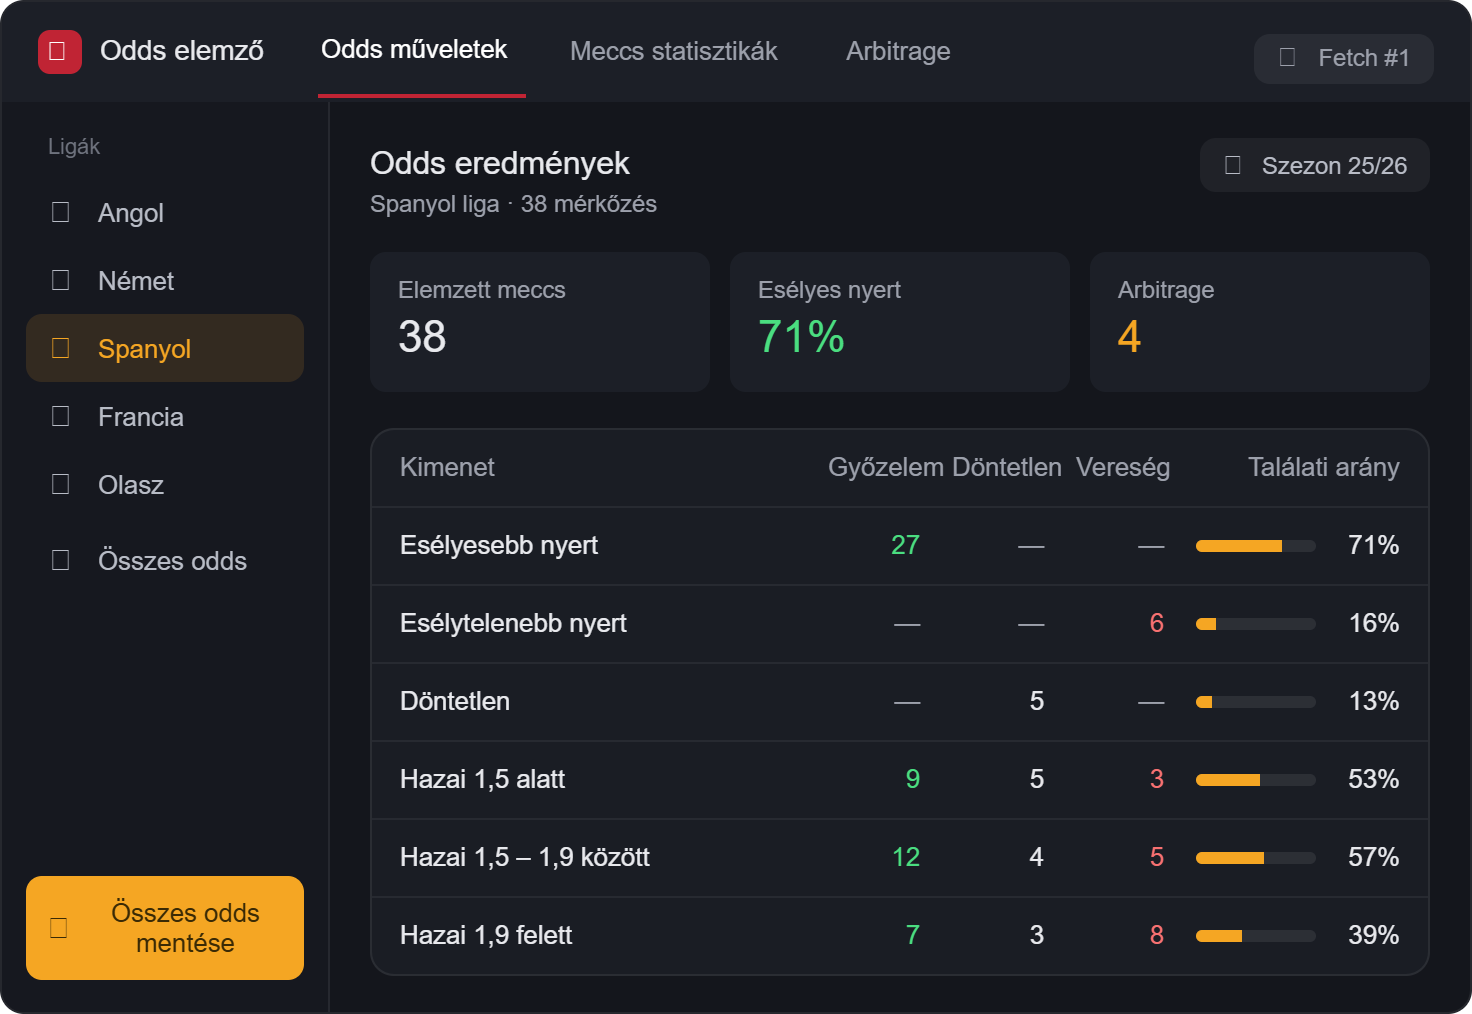 Odds elemző
Odds műveletek
Meccs statisztikák
Arbitrage
Fetch #1
Ligák
Angol
Német
Spanyol
Francia
Olasz
Összes odds
Összes odds
mentése
Odds eredmények
Spanyol liga · 38 mérkőzés
Szezon 25/26
Elemzett meccs
38
Esélyes nyert
71%
Arbitrage
4
Kimenet Győzelem Döntetlen Vereség Találati arány
Esélyesebb nyert 27 — — 71%
Esélytelenebb nyert — — 6 16%
Döntetlen — 5 — 13%
Hazai 1,5 alatt 9 5 3 53%
Hazai 1,5 – 1,9 között 12 4 5 57%
Hazai 1,9 felett 7 3 8 39%